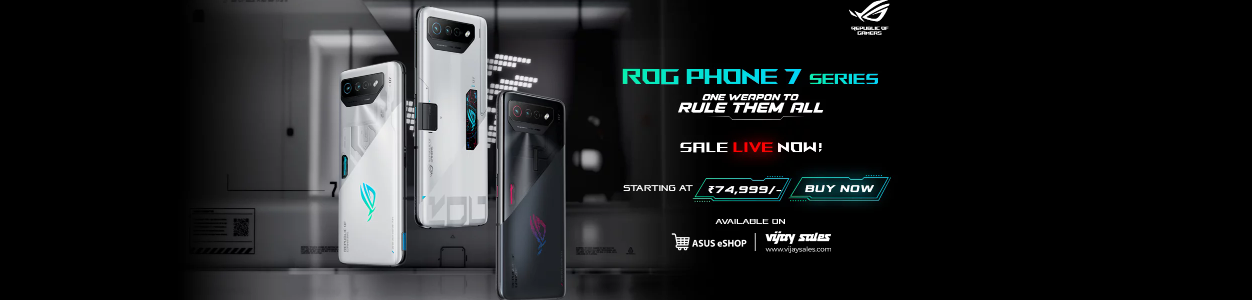 REPUBLIC OF
GAMERS
ROG PHONE 7 SERIES
ONE WEAPON TO
RULE THEM ALL
SALE LIVE NOW!
STARTING AT ₹74,999/- BUY NOW
AVAILABLE ON
ASUS eSHOP
vijay sales
www.vijaysales.com